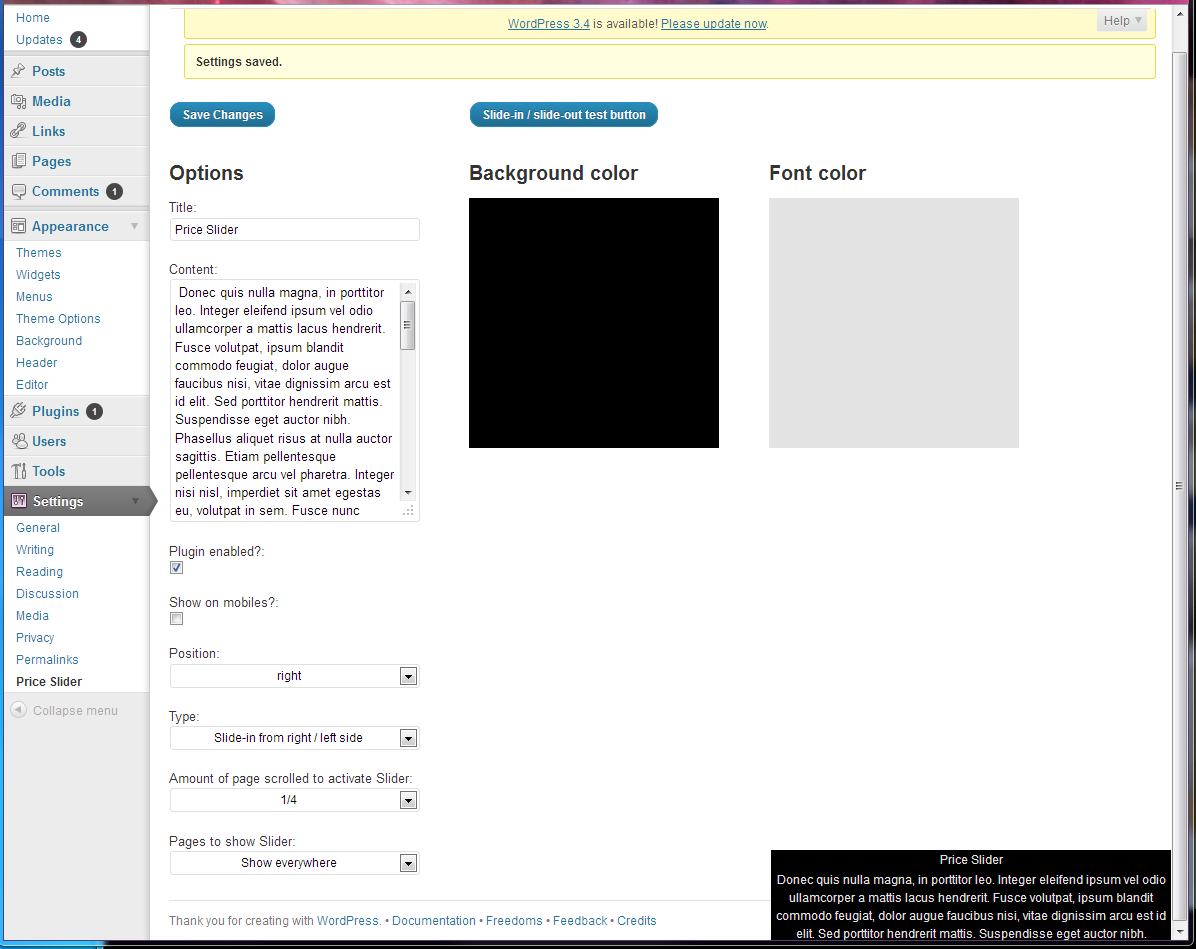 Home
Updates 4
Posts
Media
Links
Pages
Comments 1
Appearance
Themes
Widgets
Menus
Theme Options
Background
Header
Editor
Plugins 1
Users
Tools
Settings
General
Writing
Reading
Discussion
Media
Privacy
Permalinks
Price Slider
Collapse menu
WordPress 3.4 is available! Please update now.
Help
Settings saved.
Save Changes
Slide-in / slide-out test button
Options
Title:
Price Slider
Content:
Donec quis nulla magna, in porttitor
leo. Integer eleifend ipsum vel odio
ullamcorper a mattis lacus hendrerit.
Fusce volutpat, ipsum blandit
commodo feugiat, dolor augue
faucibus nisi, vitae dignissim arcu est
id elit. Sed porttitor hendrerit mattis.
Suspendisse eget auctor nibh.
Phasellus aliquet risus at nulla auctor
sagittis. Etiam pellentesque
pellentesque arcu vel pharetra. Integer
nisi nisl, imperdiet sit amet egestas
eu, volutpat in sem. Fusce nunc
Plugin enabled?:
Show on mobiles?:
Position:
right
Type:
Slide-in from right / left side
Amount of page scrolled to activate Slider:
1/4
Pages to show Slider:
Show everywhere
Background color
Font color
Thank you for creating with WordPress. • Documentation • Freedoms • Feedback • Credits
Price Slider
Donec quis nulla magna, in porttitor leo. Integer eleifend ipsum vel odio
ullamcorper a mattis lacus hendrerit. Fusce volutpat, ipsum blandit
commodo feugiat, dolor augue faucibus nisi, vitae dignissim arcu est id
elit. Sed porttitor hendrerit mattis. Suspendisse eget auctor nibh.